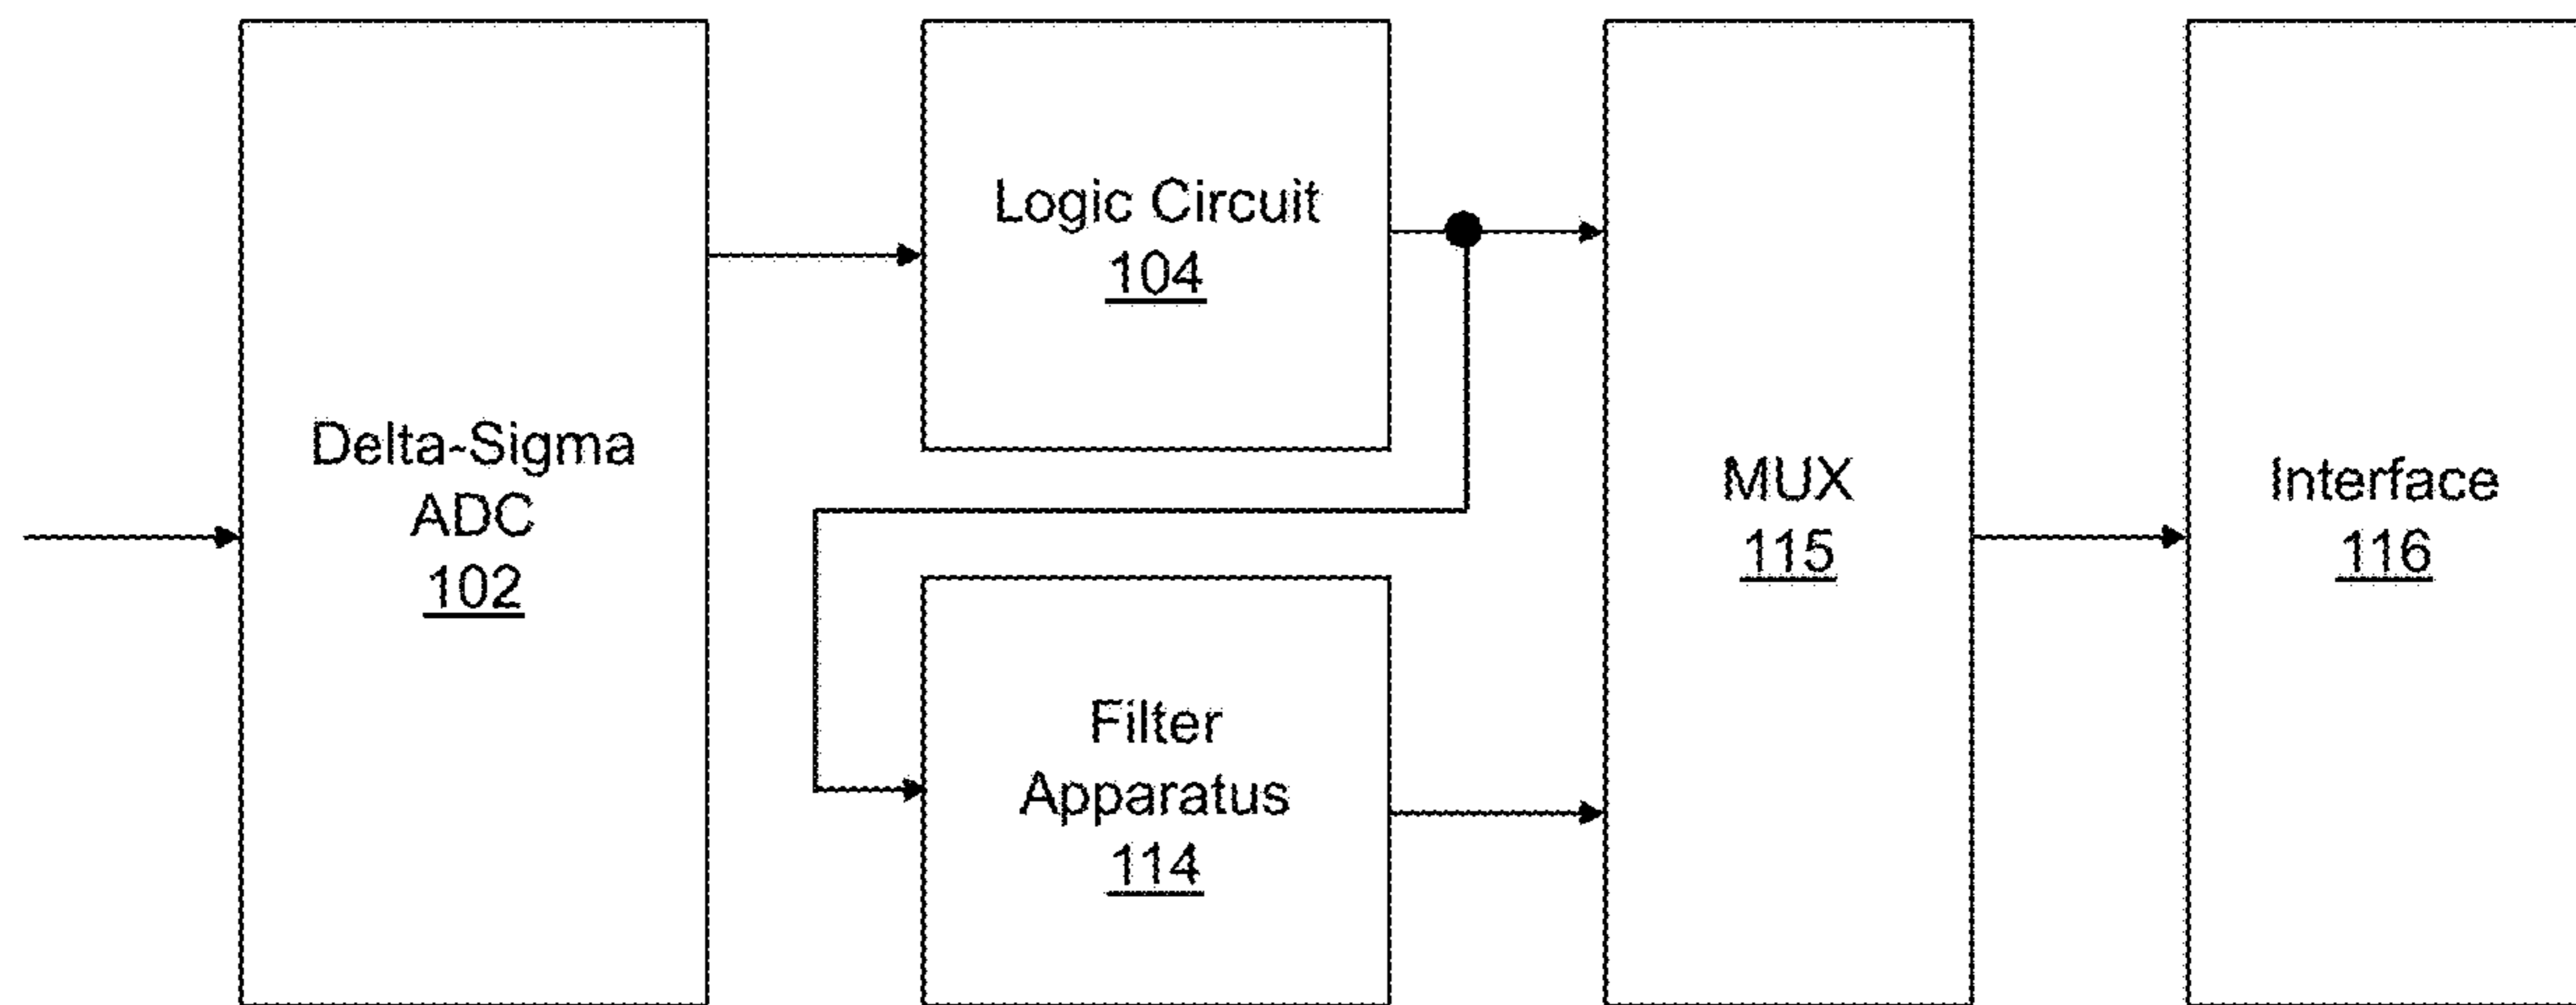 Delta-Sigma
ADC
102
Logic Circuit
104
Filter
Apparatus
114
MUX
115
Interface
116